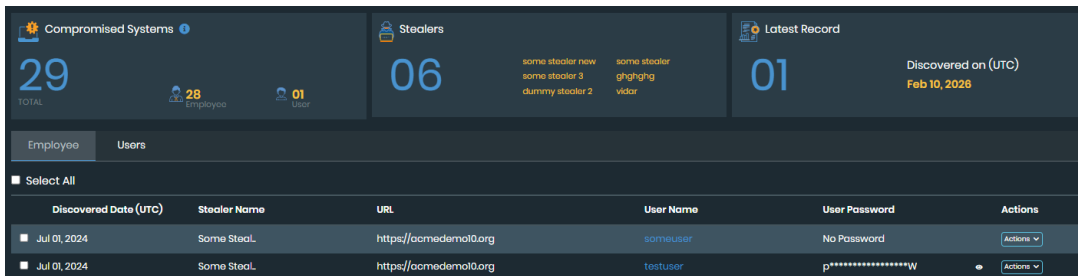 Compromised Systems
29
TOTAL
28
Employee
01
User
Stealers
06
some stealer new some stealer
some stealer 3 ghghghg
dummy stealer 2 vidar
Latest Record
01
Discovered on (UTC)
Feb 10, 2026
Employee Users
Select All
Discovered Date (UTC) Stealer Name URL User Name User Password Actions
Jul 01, 2024 Some Steal... https://acmedemo10.org someuser No Password Actions
Jul 01, 2024 Some Steal... https://acmedemo10.org testuser p*****************W Actions